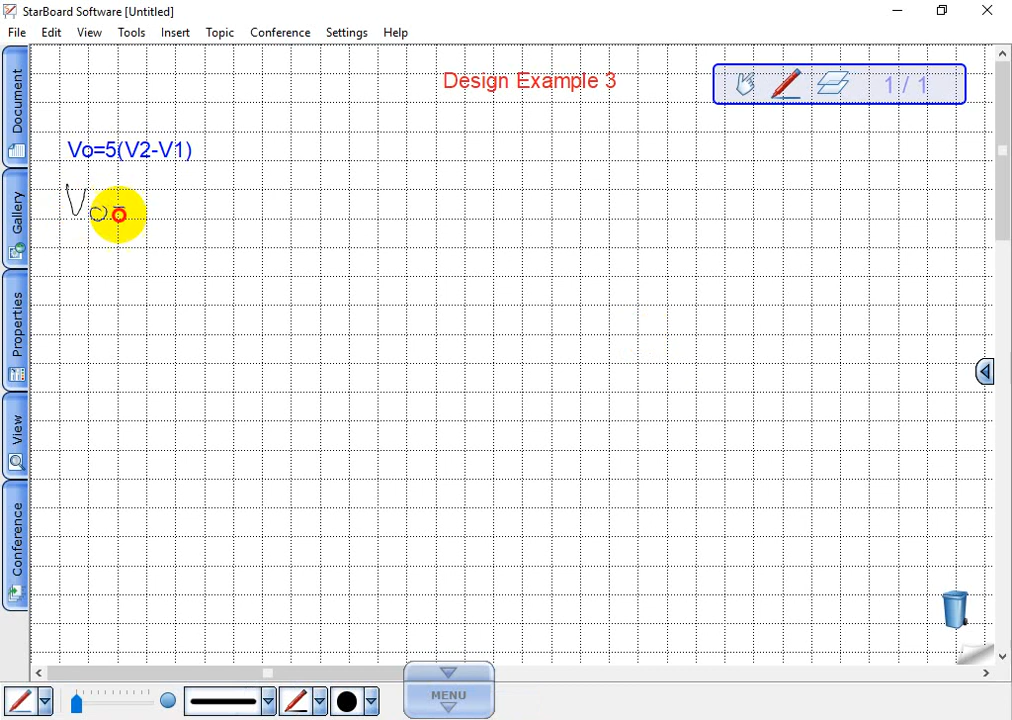 StarBoard Software [Untitled]
File Edit View Tools Insert Topic Conference Settings Help
Document
Gallery
Properties
View
Conference
Design Example 3
1 / 1
Vo=5(V2-V1)
Vo
MENU